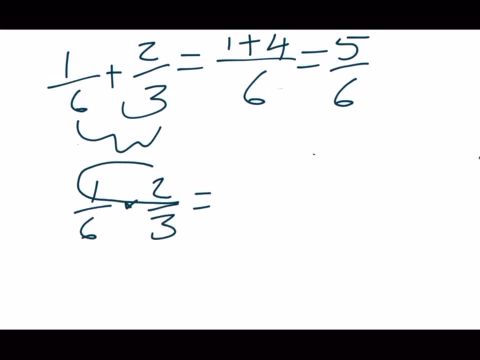 1/6 + 2/3 = 1+4/6 = 5/6
1/6 · 2/3 =